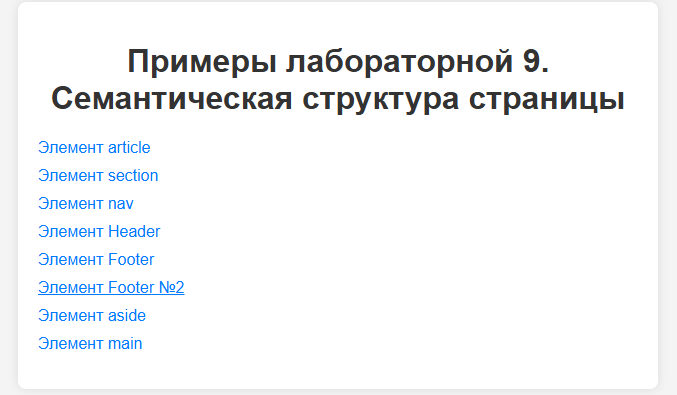 Примеры лабораторной 9.
Семантическая структура страницы
Элемент article
Элемент section
Элемент nav
Элемент Header
Элемент Footer
Элемент Footer №2
Элемент aside
Элемент main